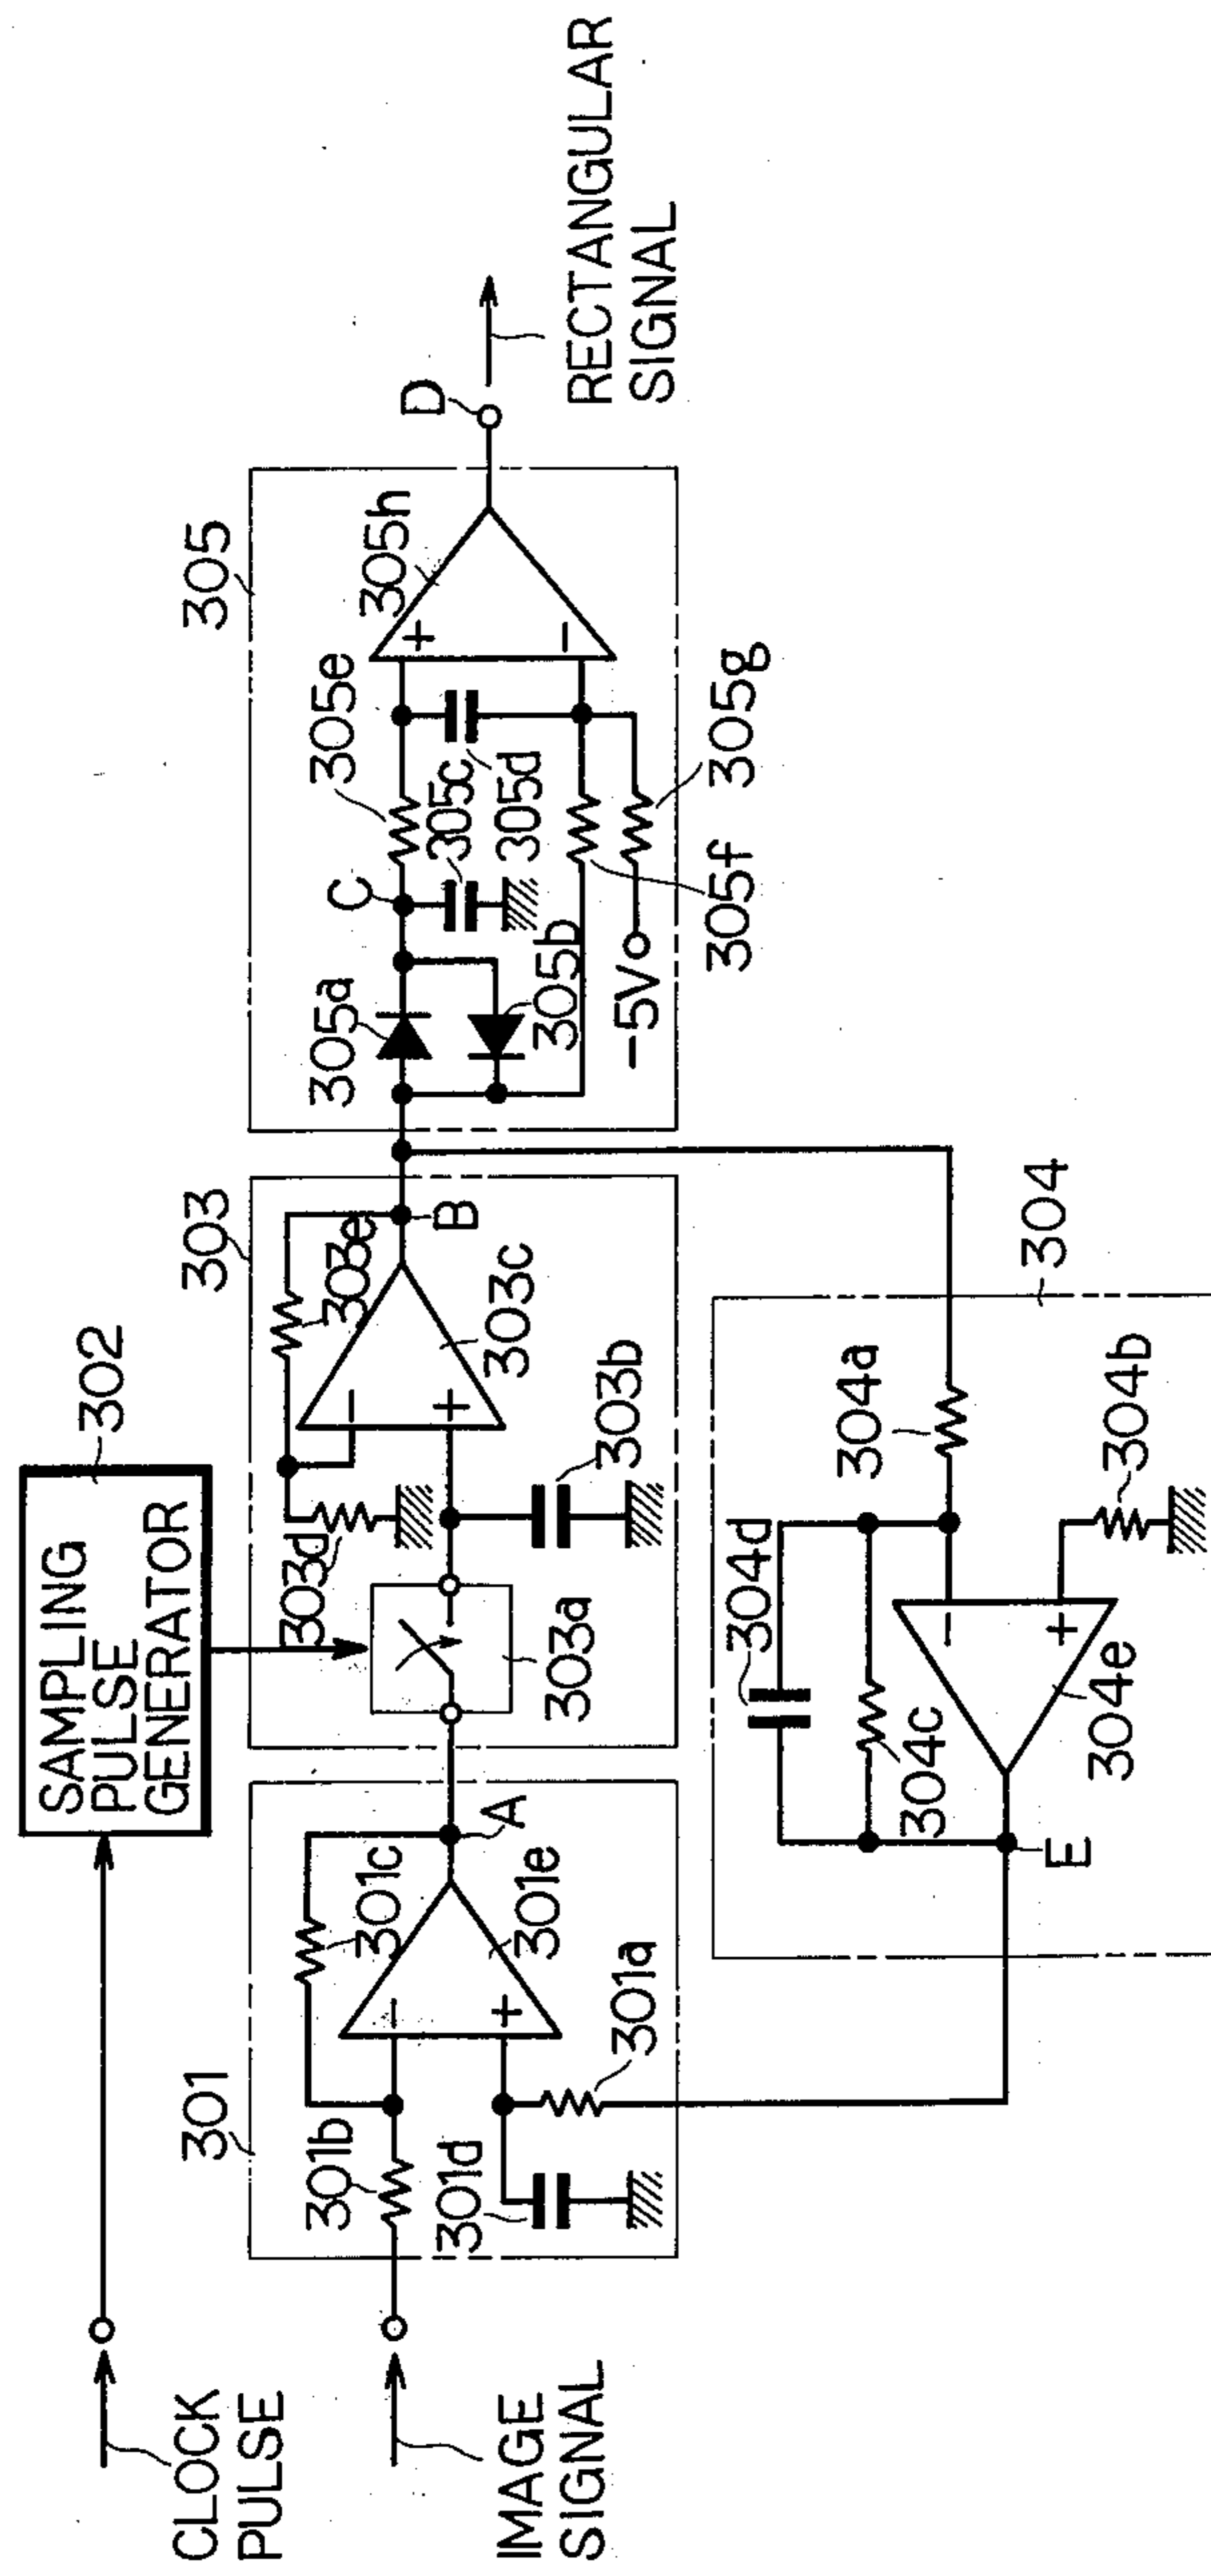 CLOCK
PULSE
IMAGE
SIGNAL
SAMPLING
PULSE
GENERATOR
302
301
301b
301c
301d
301e
301a
A
303
303a
303b
303c
303d
303e
B
-
+
-
+
305
305a
305b
305c
305d
305e
305f
305g
305h
C
-5V
+
-
D
RECTANGULAR
SIGNAL
304
304a
304b
304c
304d
304e
-
+
E